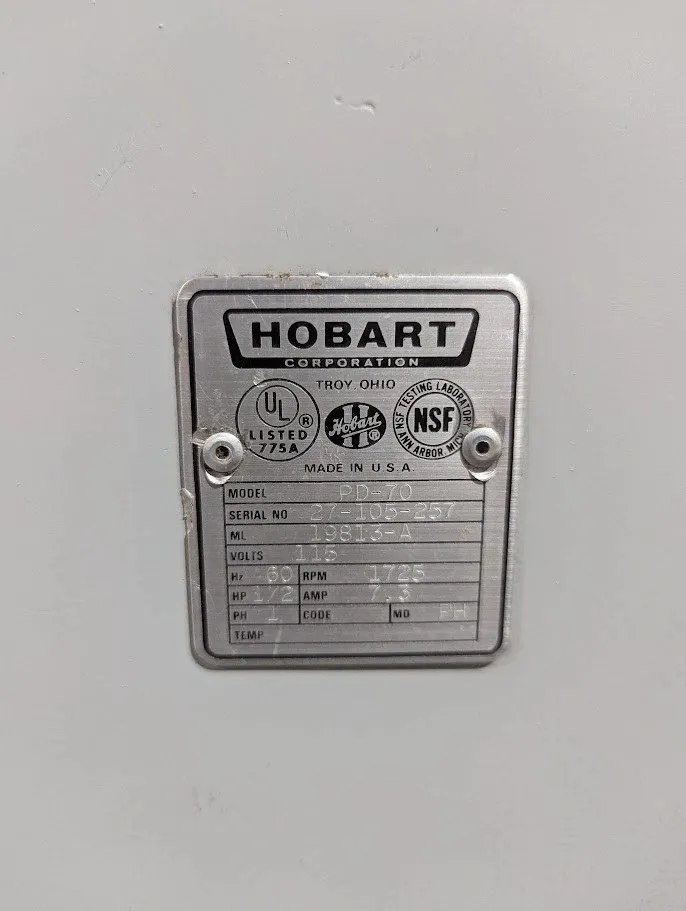 HOBART
CORPORATION
TROY, OHIO
UL ®
LISTED
775A
Hobart ®
NSF TESTING LABORATORY
NSF
ANN ARBOR, MICH.
MADE IN U.S.A.
MODEL PD-70
SERIAL NO 27-105-257
ML 19813-A
VOLTS 115
Hz 60 RPM 1725
HP 1/2 AMP 7.3
PH 1 CODE MO PH
TEMP